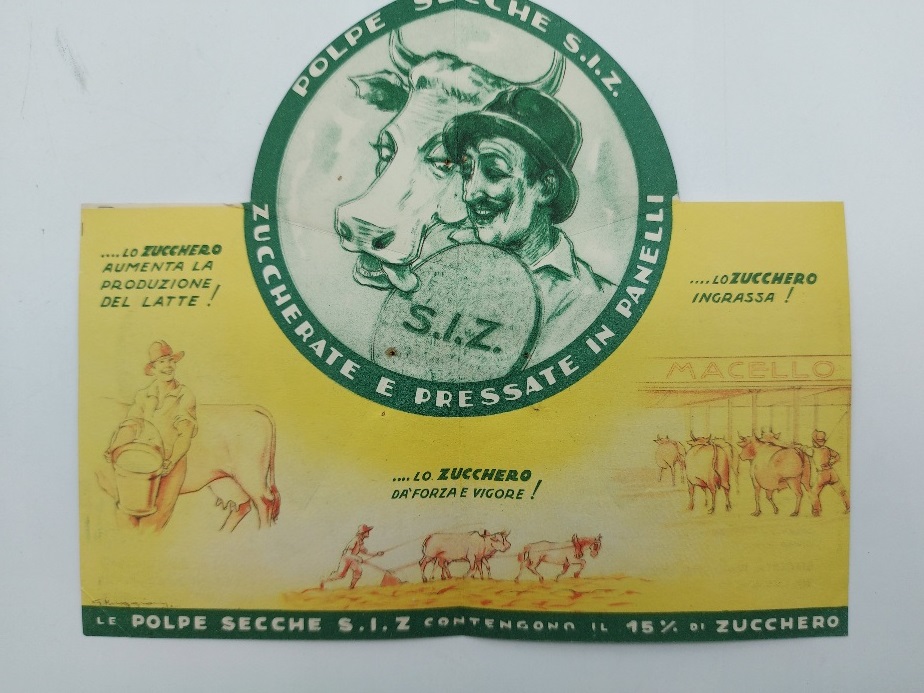 POLPE SECCHE S.I.Z.
ZUCCHERATE E PRESSATE IN PANELLI
S.I.Z.
....LO ZUCCHERO
AUMENTA LA
PRODUZIONE
DEL LATTE!
....LO ZUCCHERO
INGRASSA!
MACELLO
....LO ZUCCHERO
DA' FORZA E VIGORE!
LE POLPE SECCHE S.I.Z CONTENGONO IL 15% DI ZUCCHERO